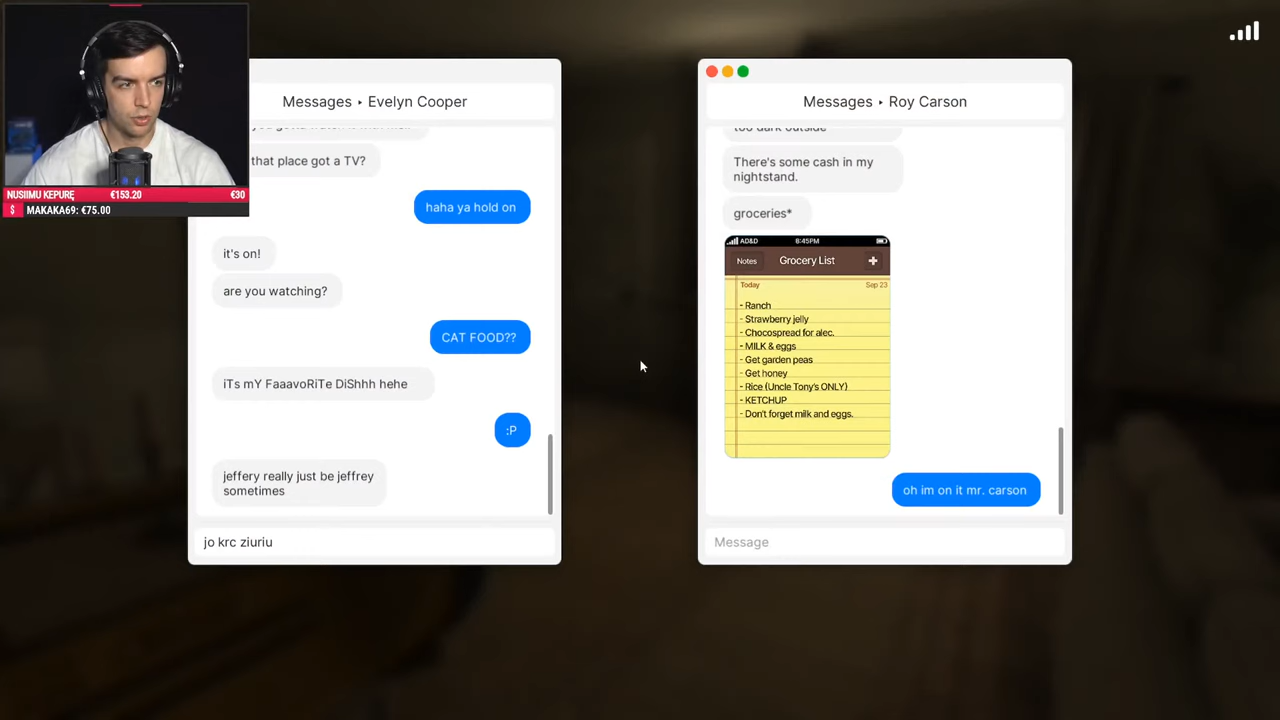 NUSIIMU KEPURĘ €153.20 €30
$ MAKAKA69: €75.00
Messages ▸ Evelyn Cooper
that place got a TV?
haha ya hold on
it's on!
are you watching?
CAT FOOD??
iTs mY FaaavoRiTe DiShhh hehe
:P
jeffery really just be jeffrey
sometimes
jo krc ziuriu
Messages ▸ Roy Carson
too dark outside
There's some cash in my
nightstand.
groceries*
AD&D 8:45PM
Notes Grocery List +
Today Sep 23
- Ranch
- Strawberry jelly
- Chocospread for alec.
- MILK & eggs
- Get garden peas
- Get honey
- Rice (Uncle Tony's ONLY)
- KETCHUP
- Don't forget milk and eggs.
oh im on it mr. carson
Message